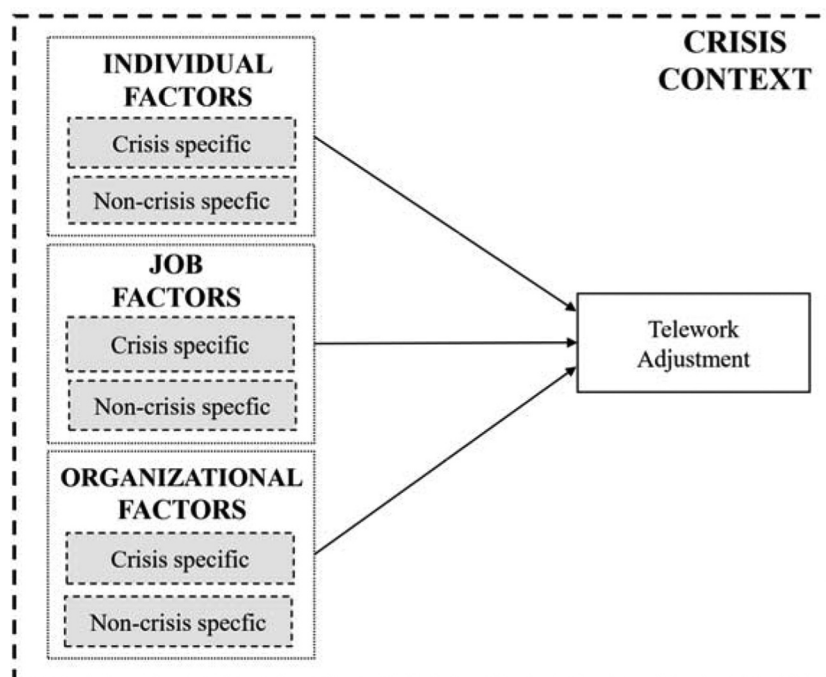 CRISIS
CONTEXT
INDIVIDUAL
FACTORS
Crisis specific
Non-crisis specfic
JOB
FACTORS
Crisis specific
Non-crisis specfic
ORGANIZATIONAL
FACTORS
Crisis specific
Non-crisis specfic
Telework
Adjustment